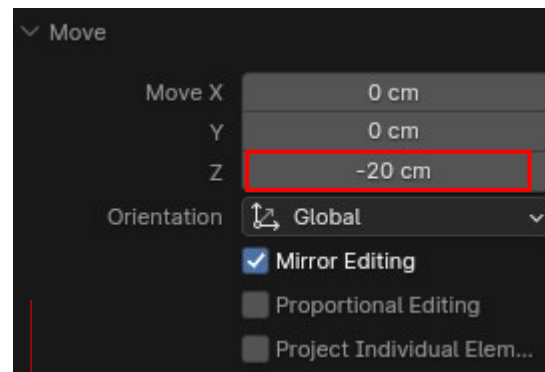 Move
Move X 0 cm
Y 0 cm
Z -20 cm
Orientation Global
Mirror Editing
Proportional Editing
Project Individual Elem...